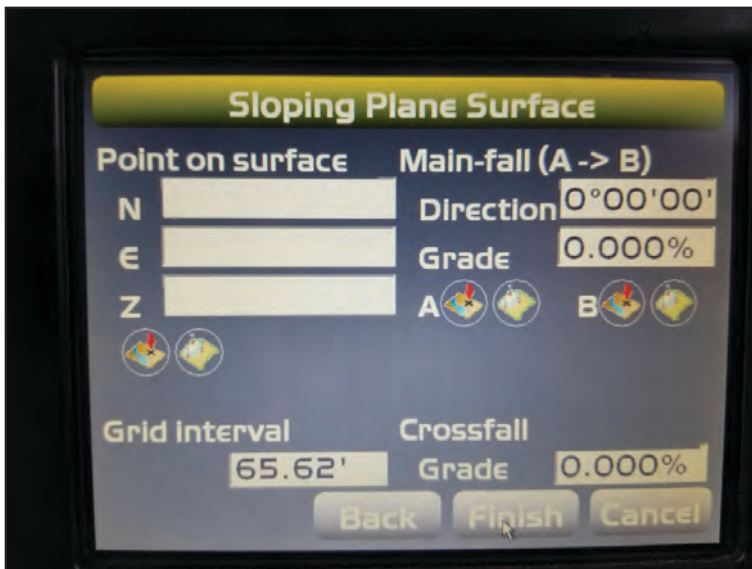 Sloping Plane Surface
Point on surface
Main-fall (A -> B)
N
Direction 0°00'00'
E
Grade 0.000%
Z
A
B
Grid interval
Crossfall
65.62'
Grade 0.000%
Back
Finish
Cancel